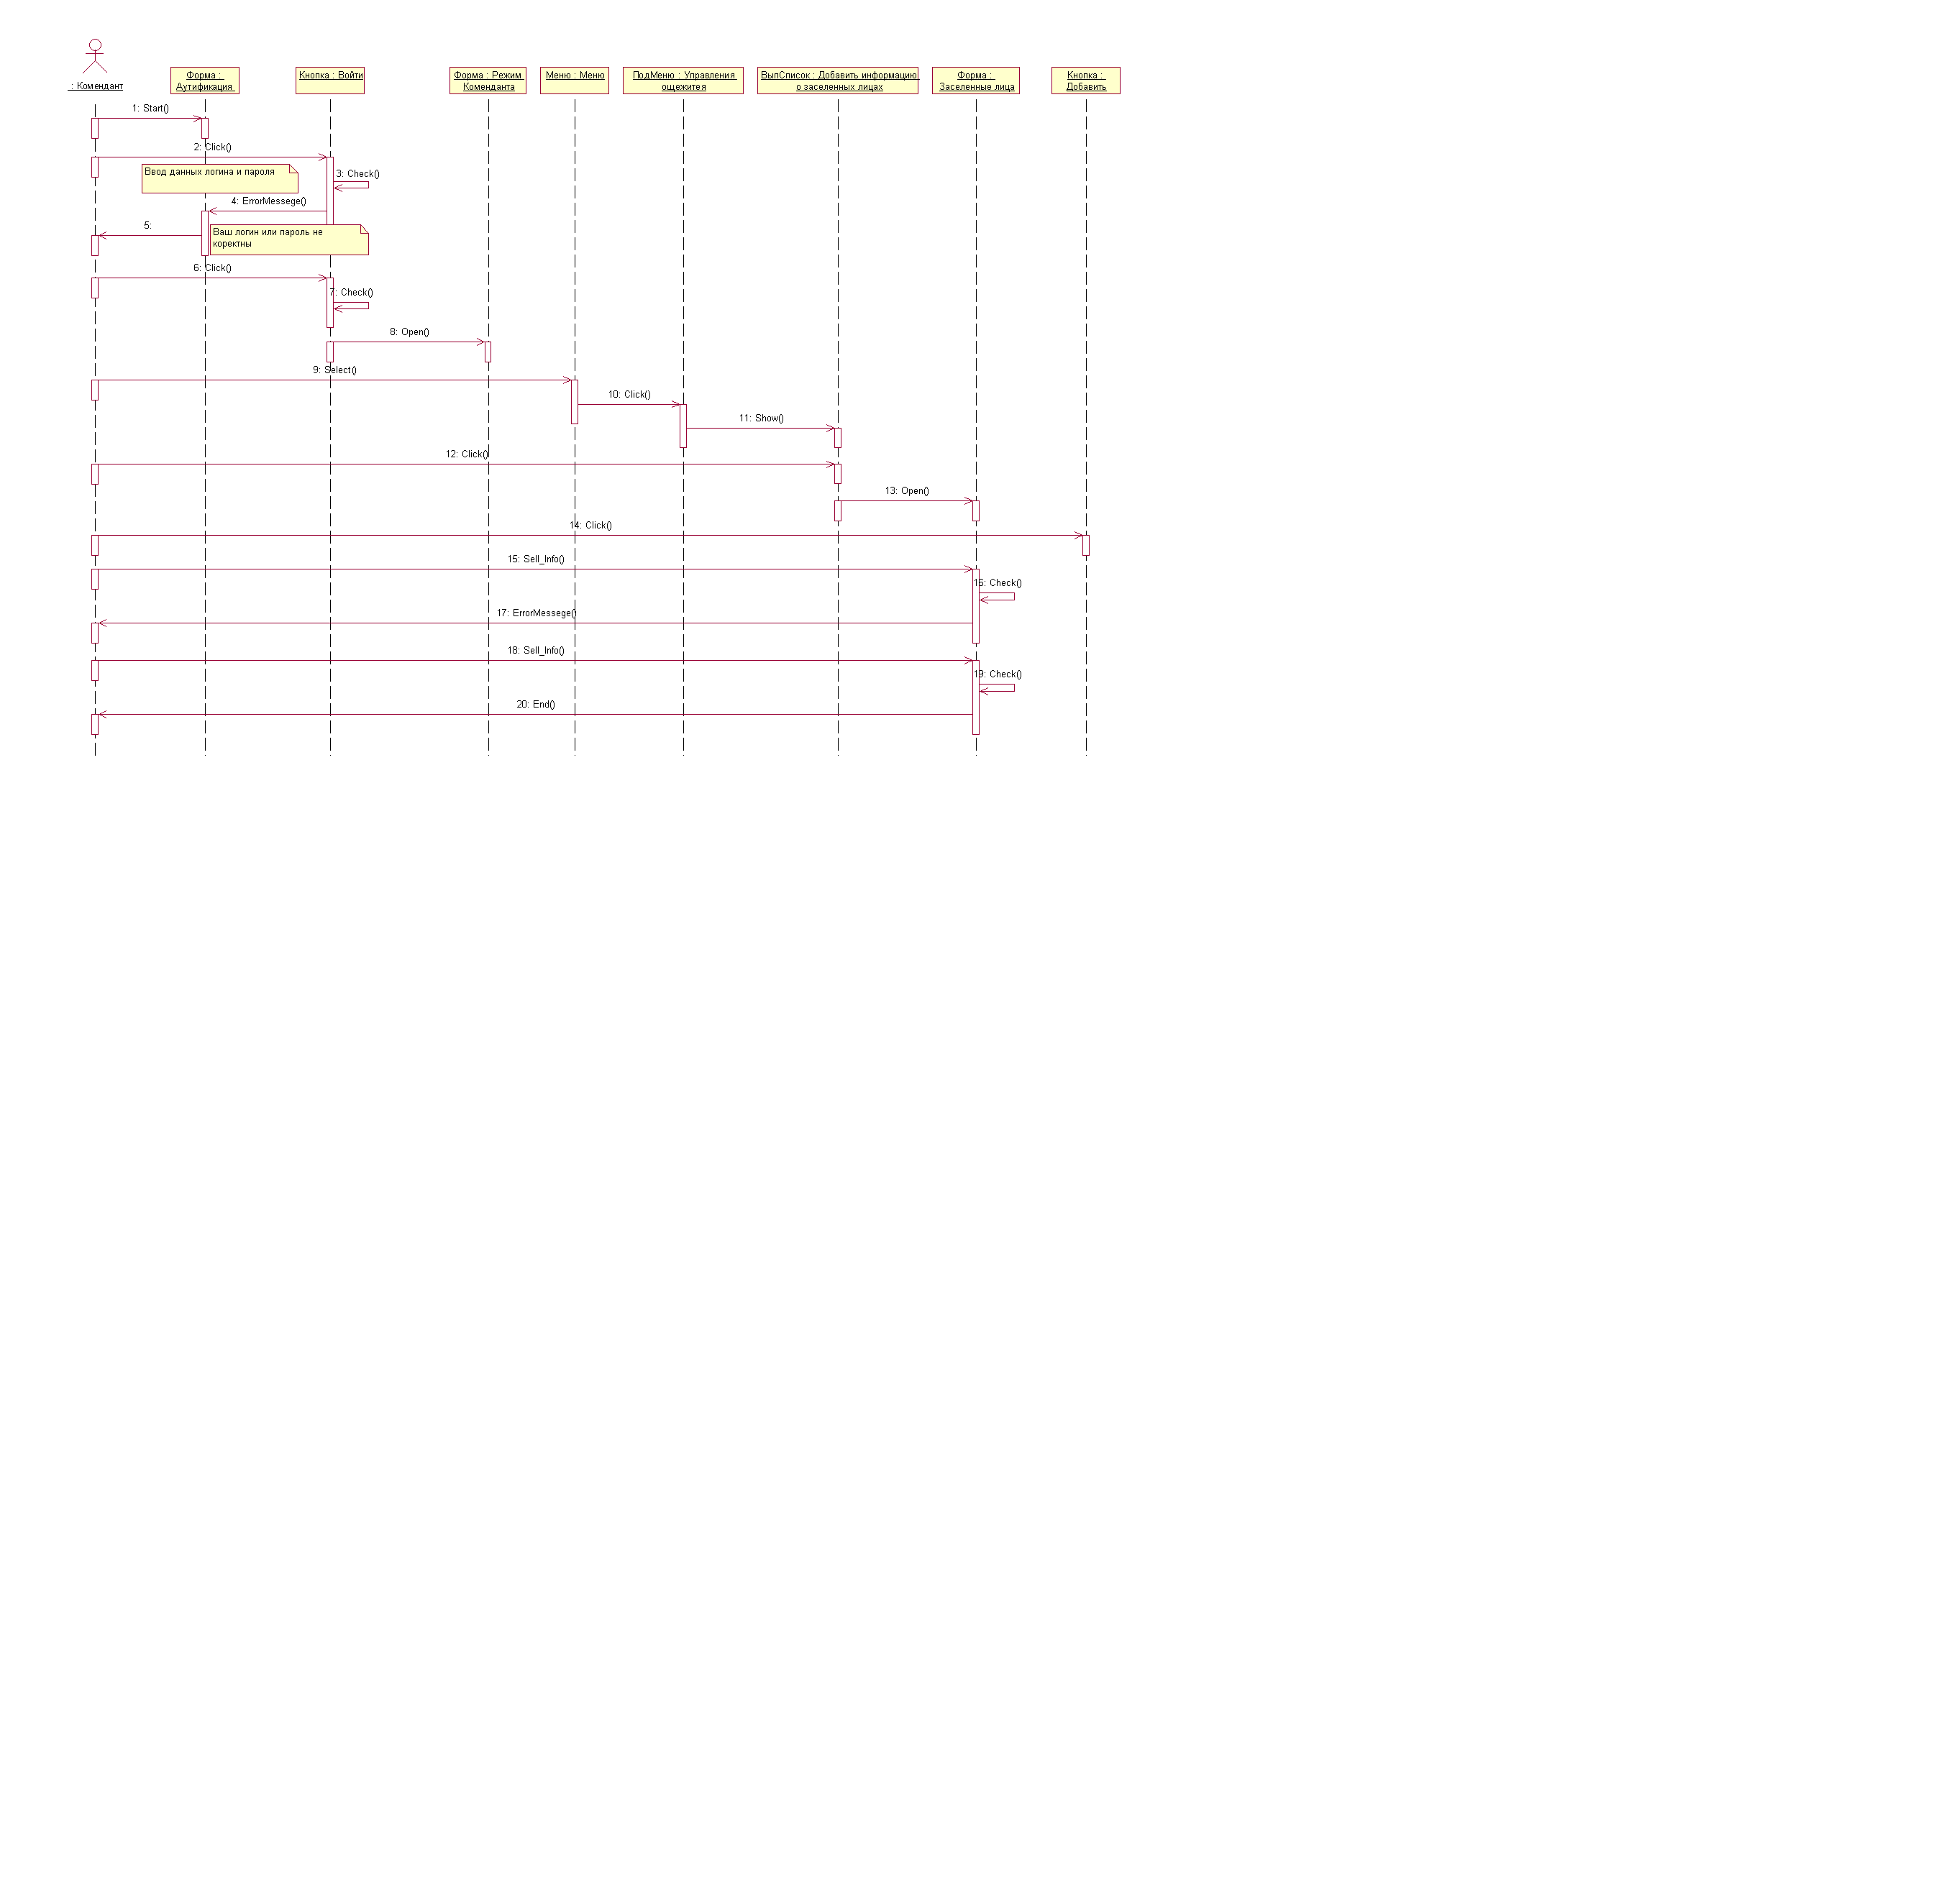 : Комендант
Форма :
Аутификация
Кнопка : Войти
Форма : Режим
Коменданта
Меню : Меню
ПодМеню : Управления
ощежитея
ВыпСписок : Добавить информацию
о заселенных лицах
Форма :
Заселенные лица
Кнопка :
Добавить
1: Start()
2: Click()
Ввод данных логина и пароля
3: Check()
4: ErrorMessege()
5:
Ваш логин или пароль не
коректны
6: Click()
7: Check()
8: Open()
9: Select()
10: Click()
11: Show()
12: Click()
13: Open()
14: Click()
15: Sell_Info()
16: Check()
17: ErrorMessege()
18: Sell_Info()
19: Check()
20: End()